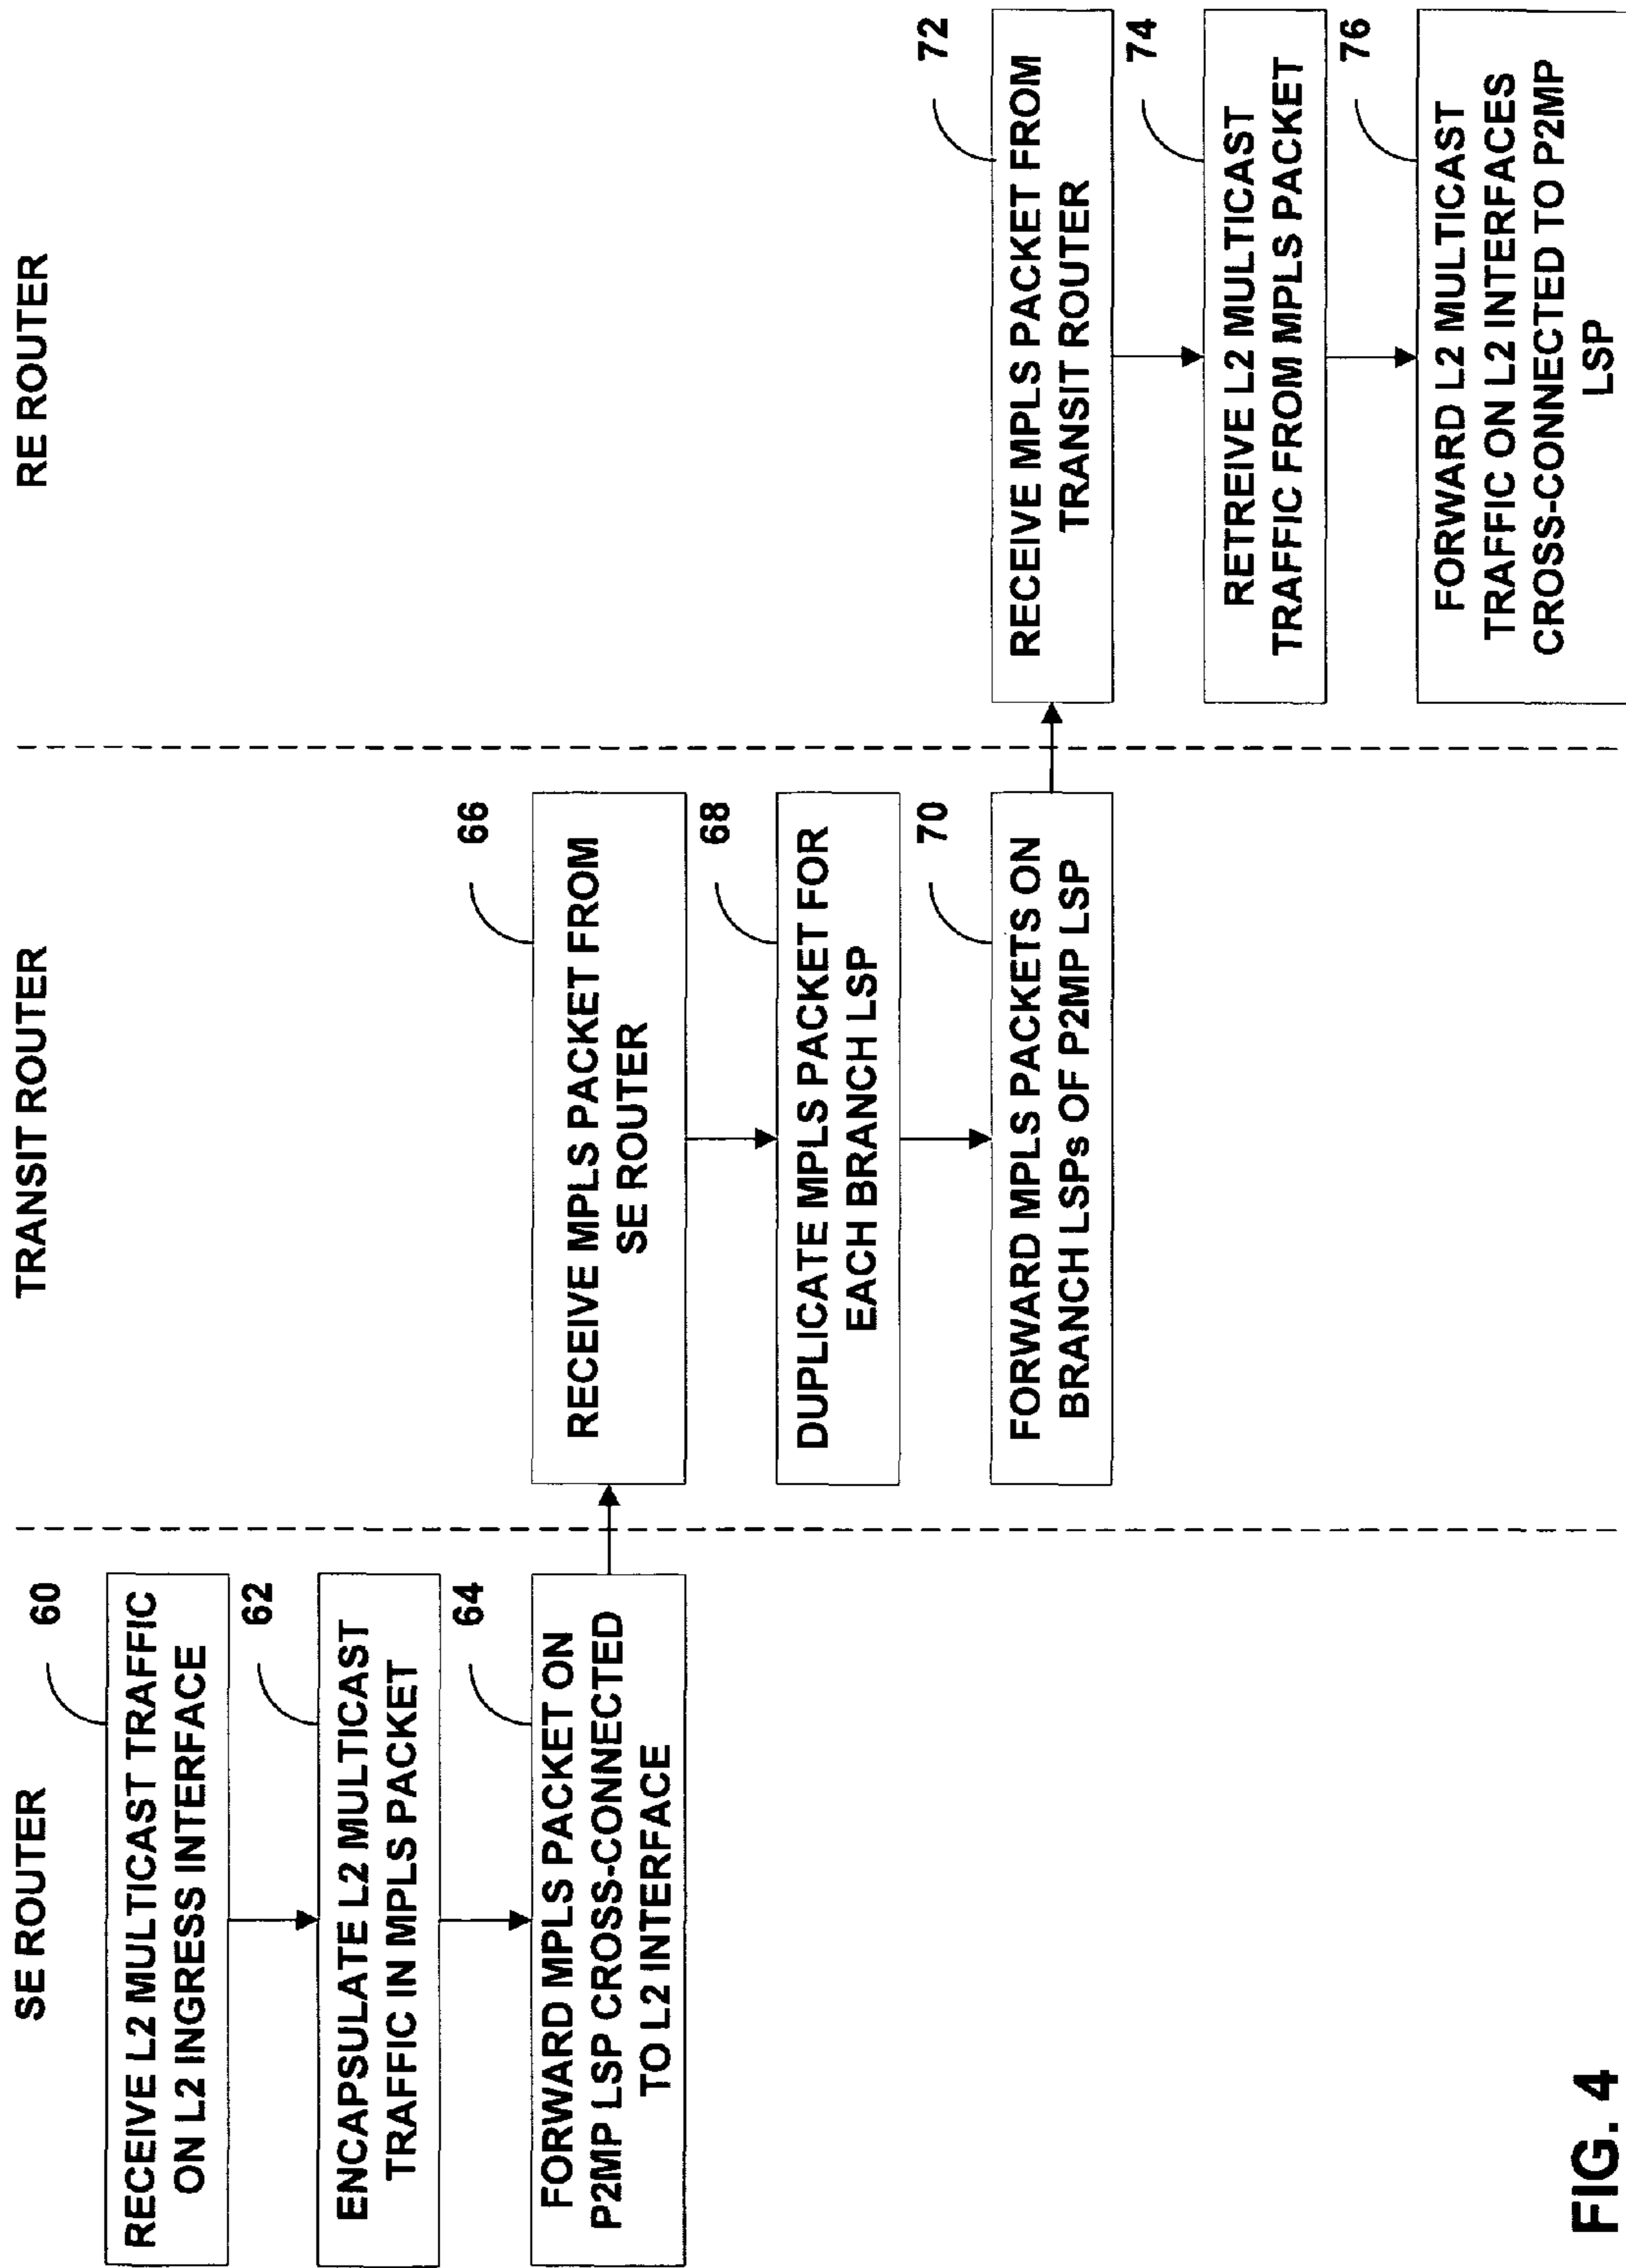 SE ROUTER
60
RECEIVE L2 MULTICAST TRAFFIC
ON L2 INGRESS INTERFACE
62
ENCAPSULATE L2 MULTICAST
TRAFFIC IN MPLS PACKET
64
FORWARD MPLS PACKET ON
P2MP LSP CROSS-CONNECTED
TO L2 INTERFACE
TRANSIT ROUTER
66
RECEIVE MPLS PACKET FROM
SE ROUTER
68
DUPLICATE MPLS PACKET FOR
EACH BRANCH LSP
70
FORWARD MPLS PACKETS ON
BRANCH LSPs OF P2MP LSP
RE ROUTER
72
RECEIVE MPLS PACKET FROM
TRANSIT ROUTER
74
RETREIVE L2 MULTICAST
TRAFFIC FROM MPLS PACKET
76
FORWARD L2 MULTICAST
TRAFFIC ON L2 INTERFACES
CROSS-CONNECTED TO P2MP
LSP
FIG. 4